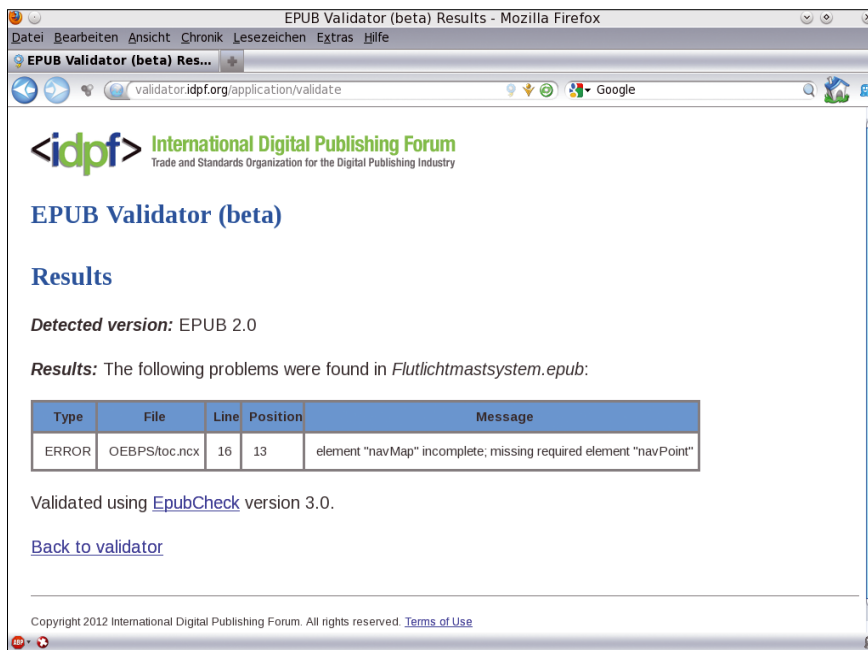 EPUB Validator (beta) Results - Mozilla Firefox
Datei Bearbeiten Ansicht Chronik Lesezeichen Extras Hilfe
EPUB Validator (beta) Res...
validator.idpf.org/application/validate
Google
<idpf> International Digital Publishing Forum
Trade and Standards Organization for the Digital Publishing Industry
EPUB Validator (beta)
Results
Detected version: EPUB 2.0
Results: The following problems were found in Flutlichtmastsystem.epub:
Type File Line Position Message
ERROR OEBPS/toc.ncx 16 13 element "navMap" incomplete; missing required element "navPoint"
Validated using EpubCheck version 3.0.
Back to validator
Copyright 2012 International Digital Publishing Forum. All rights reserved. Terms of Use
ABP